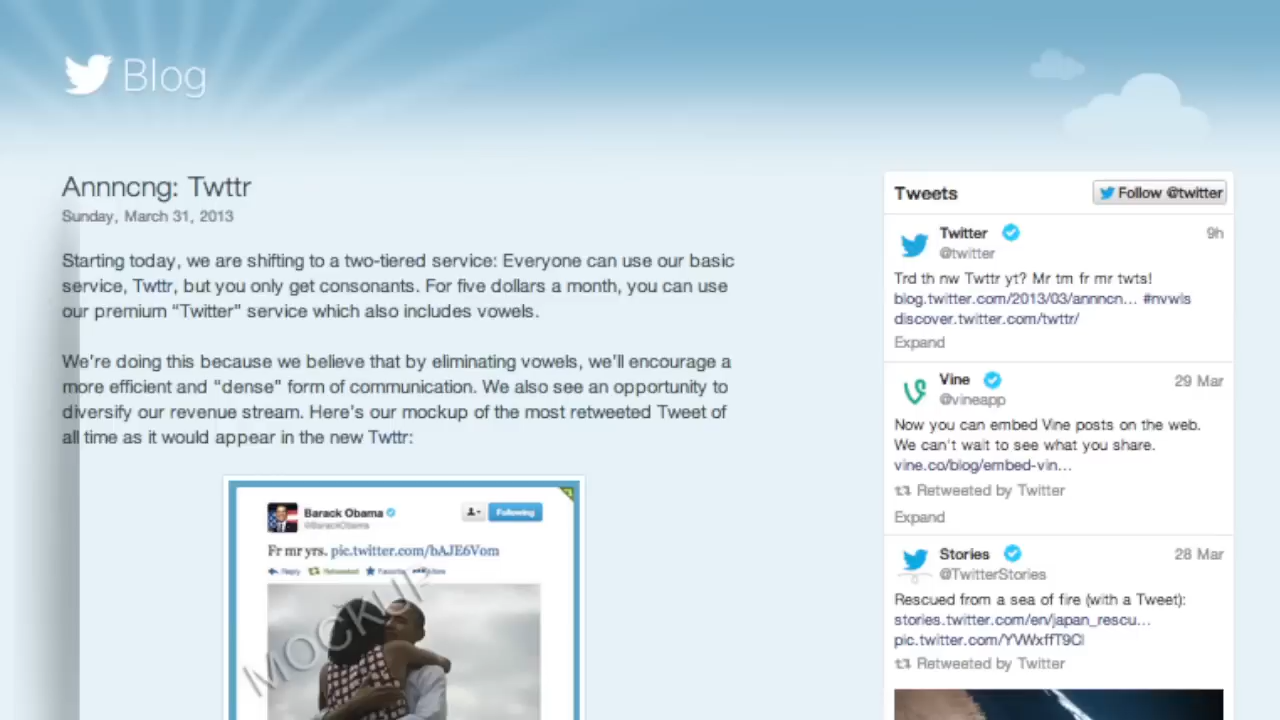 Blog
Annncng: Twttr
Sunday, March 31, 2013
Starting today, we are shifting to a two-tiered service: Everyone can use our basic
service, Twttr, but you only get consonants. For five dollars a month, you can use
our premium “Twitter” service which also includes vowels.
We’re doing this because we believe that by eliminating vowels, we’ll encourage a
more efficient and “dense” form of communication. We also see an opportunity to
diversify our revenue stream. Here’s our mockup of the most retweeted Tweet of
all time as it would appear in the new Twttr:
Barack Obama
@BarackObama
Following
Fr mr yrs. pic.twitter.com/bAJE6Vom
Reply Retweeted Favorite More
MOCKUP
Tweets
Follow @twitter
Twitter 9h
@twitter
Trd th nw Twttr yt? Mr tm fr mr twts!
blog.twitter.com/2013/03/annncn… #nvwls
discover.twitter.com/twttr/
Expand
Vine 29 Mar
@vineapp
Now you can embed Vine posts on the web.
We can't wait to see what you share.
vine.co/blog/embed-vin…
Retweeted by Twitter
Expand
Stories 28 Mar
@TwitterStories
Rescued from a sea of fire (with a Tweet):
stories.twitter.com/en/japan_rescu…
pic.twitter.com/YVWxffT9Cl
Retweeted by Twitter